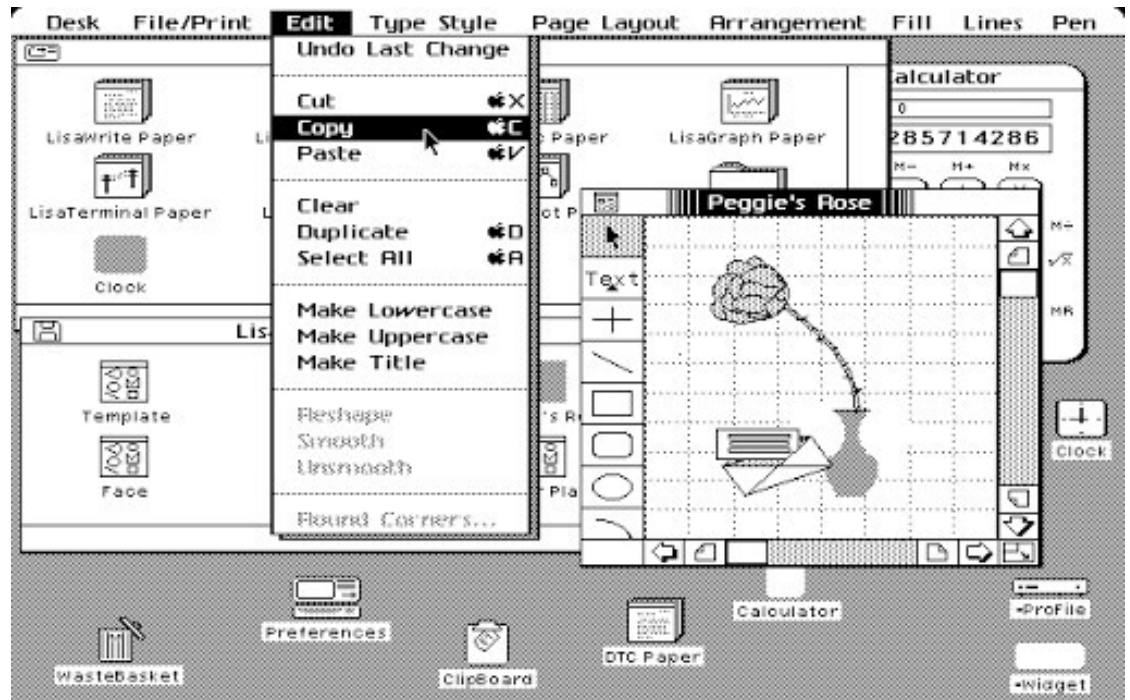 Desk File/Print Edit Type Style Page Layout Arrangement Fill Lines Pen
Undo Last Change
Cut X
Copy C
Paste V
Clear
Duplicate D
Select All A
Make Lowercase
Make Uppercase
Make Title
Reshape
Smooth
Unsmooth
Round Corners...
LisaWrite Paper
Paper
LisaGraph Paper
LisaTerminal Paper
Clock
Calculator
0
285714286
M- M+ Mx
M÷
√x
MR
Peggie's Rose
Text
Template
Face
Clock
Preferences
WasteBasket
ClipBoard
DTC Paper
Calculator
ProFile
Widget